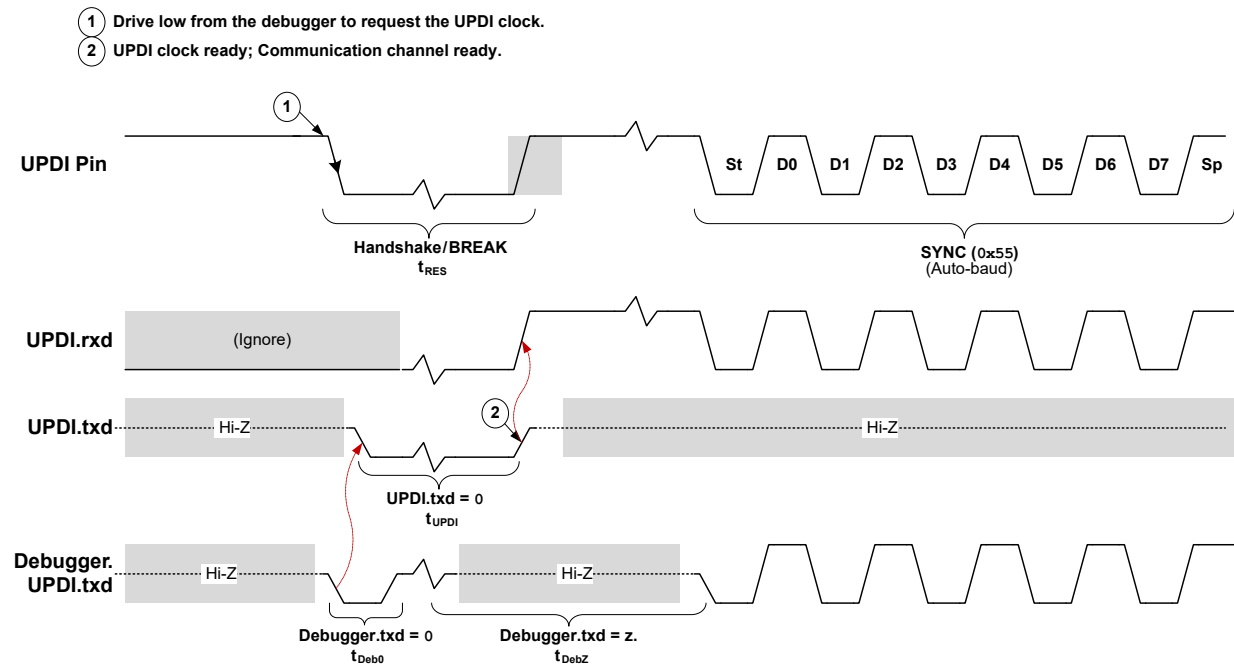 1 Drive low from the debugger to request the UPDI clock.
2 UPDI clock ready; Communication channel ready.
1
UPDI Pin
St D0 D1 D2 D3 D4 D5 D6 D7 Sp
Handshake/BREAK
tRES
SYNC (0x55)
(Auto-baud)
UPDI.rxd
(Ignore)
2
UPDI.txd
Hi-Z
Hi-Z
UPDI.txd = 0
tUPDI
Debugger.
UPDI.txd
Hi-Z
Hi-Z
Debugger.txd = 0
tDeb0
Debugger.txd = z.
tDebZ